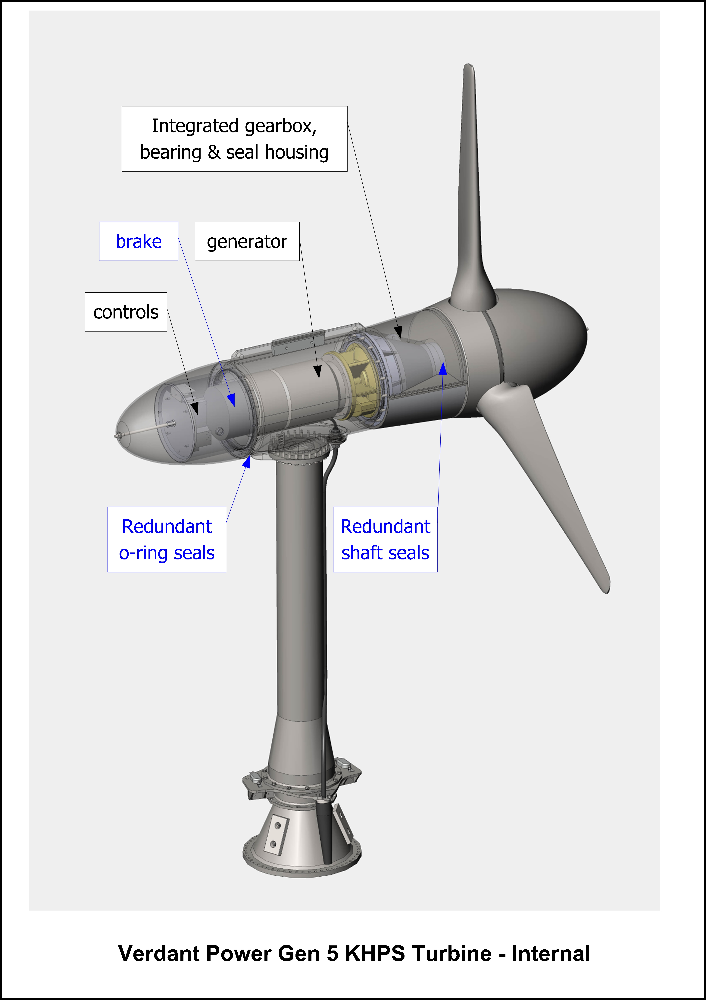 Integrated gearbox,
bearing & seal housing
brake
generator
controls
Redundant
o-ring seals
Redundant
shaft seals
Verdant Power Gen 5 KHPS Turbine - Internal